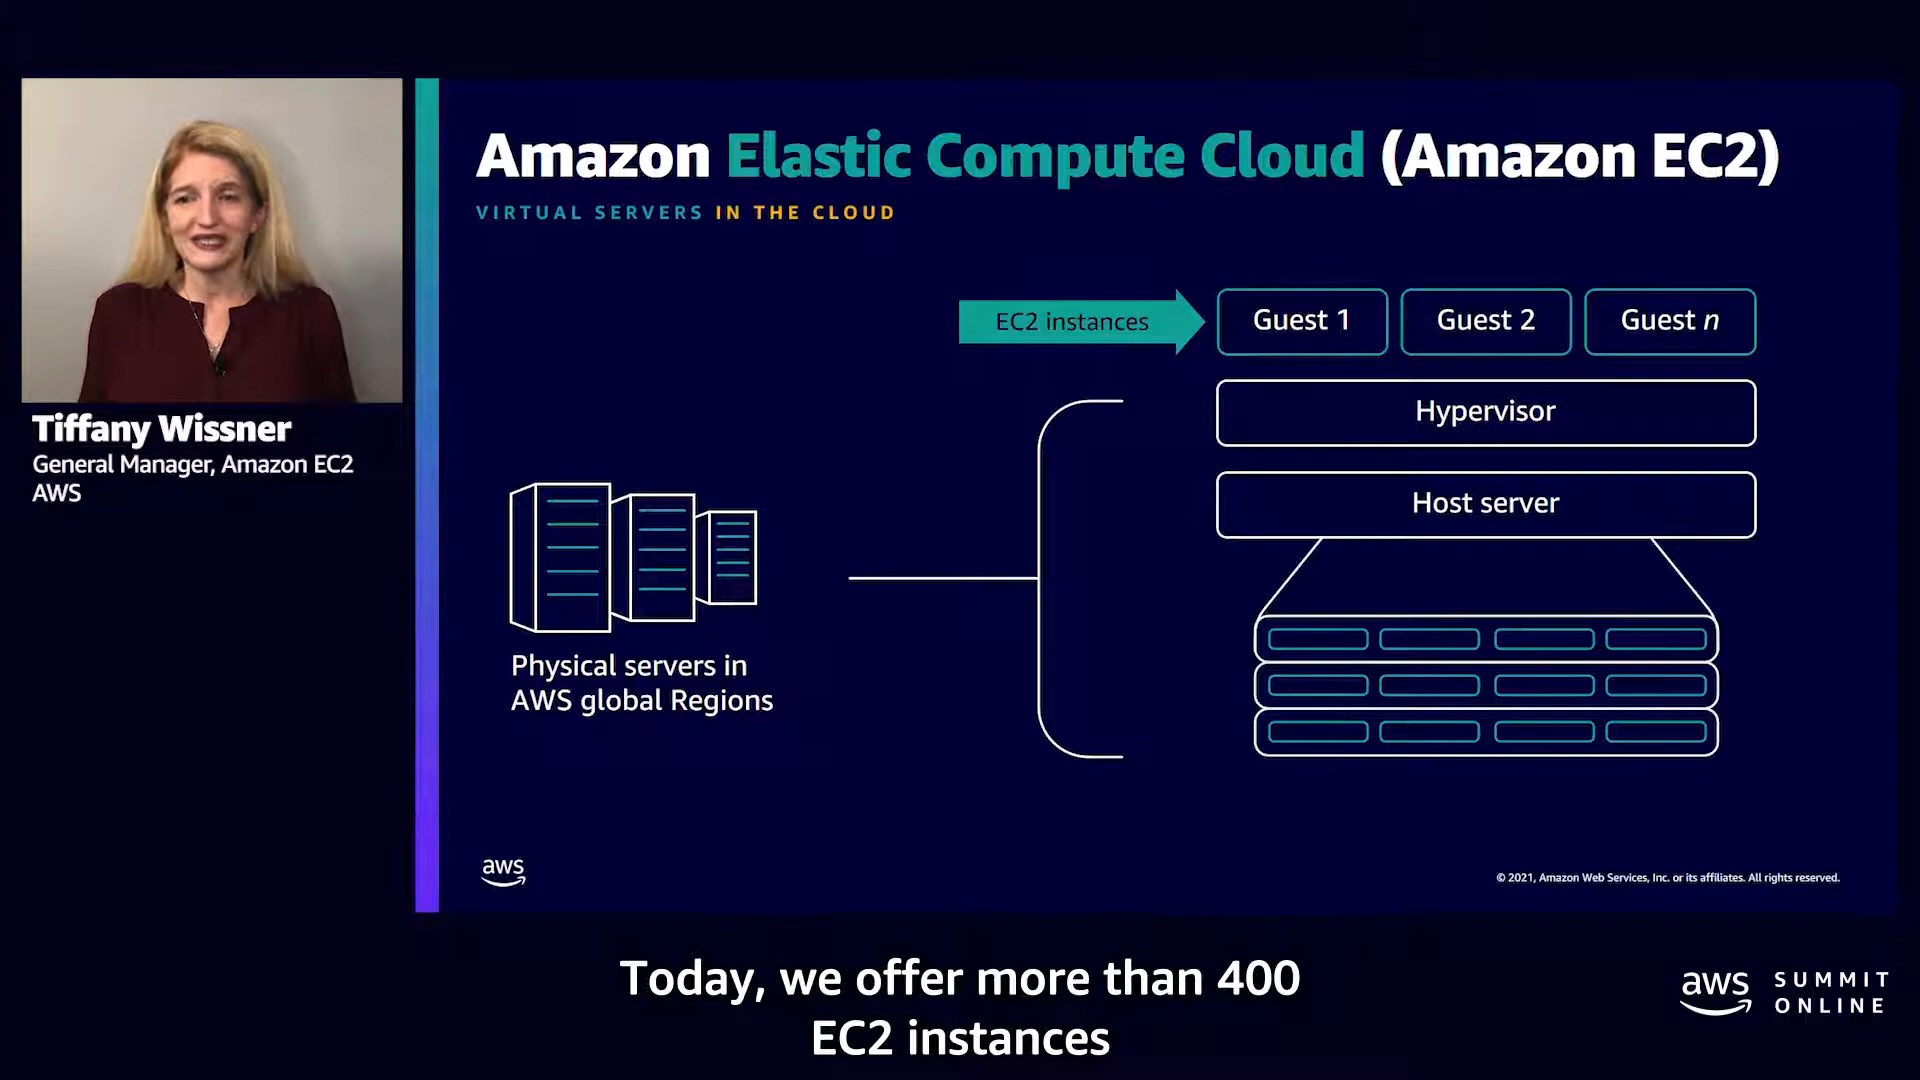 Tiffany Wissner
General Manager, Amazon EC2
AWS
Amazon Elastic Compute Cloud (Amazon EC2)
VIRTUAL SERVERS IN THE CLOUD
EC2 instances
Guest 1
Guest 2
Guest n
Hypervisor
Host server
Physical servers in
AWS global Regions
aws
© 2021, Amazon Web Services, Inc. or its affiliates. All rights reserved.
Today, we offer more than 400
EC2 instances
aws
SUMMIT
ONLINE